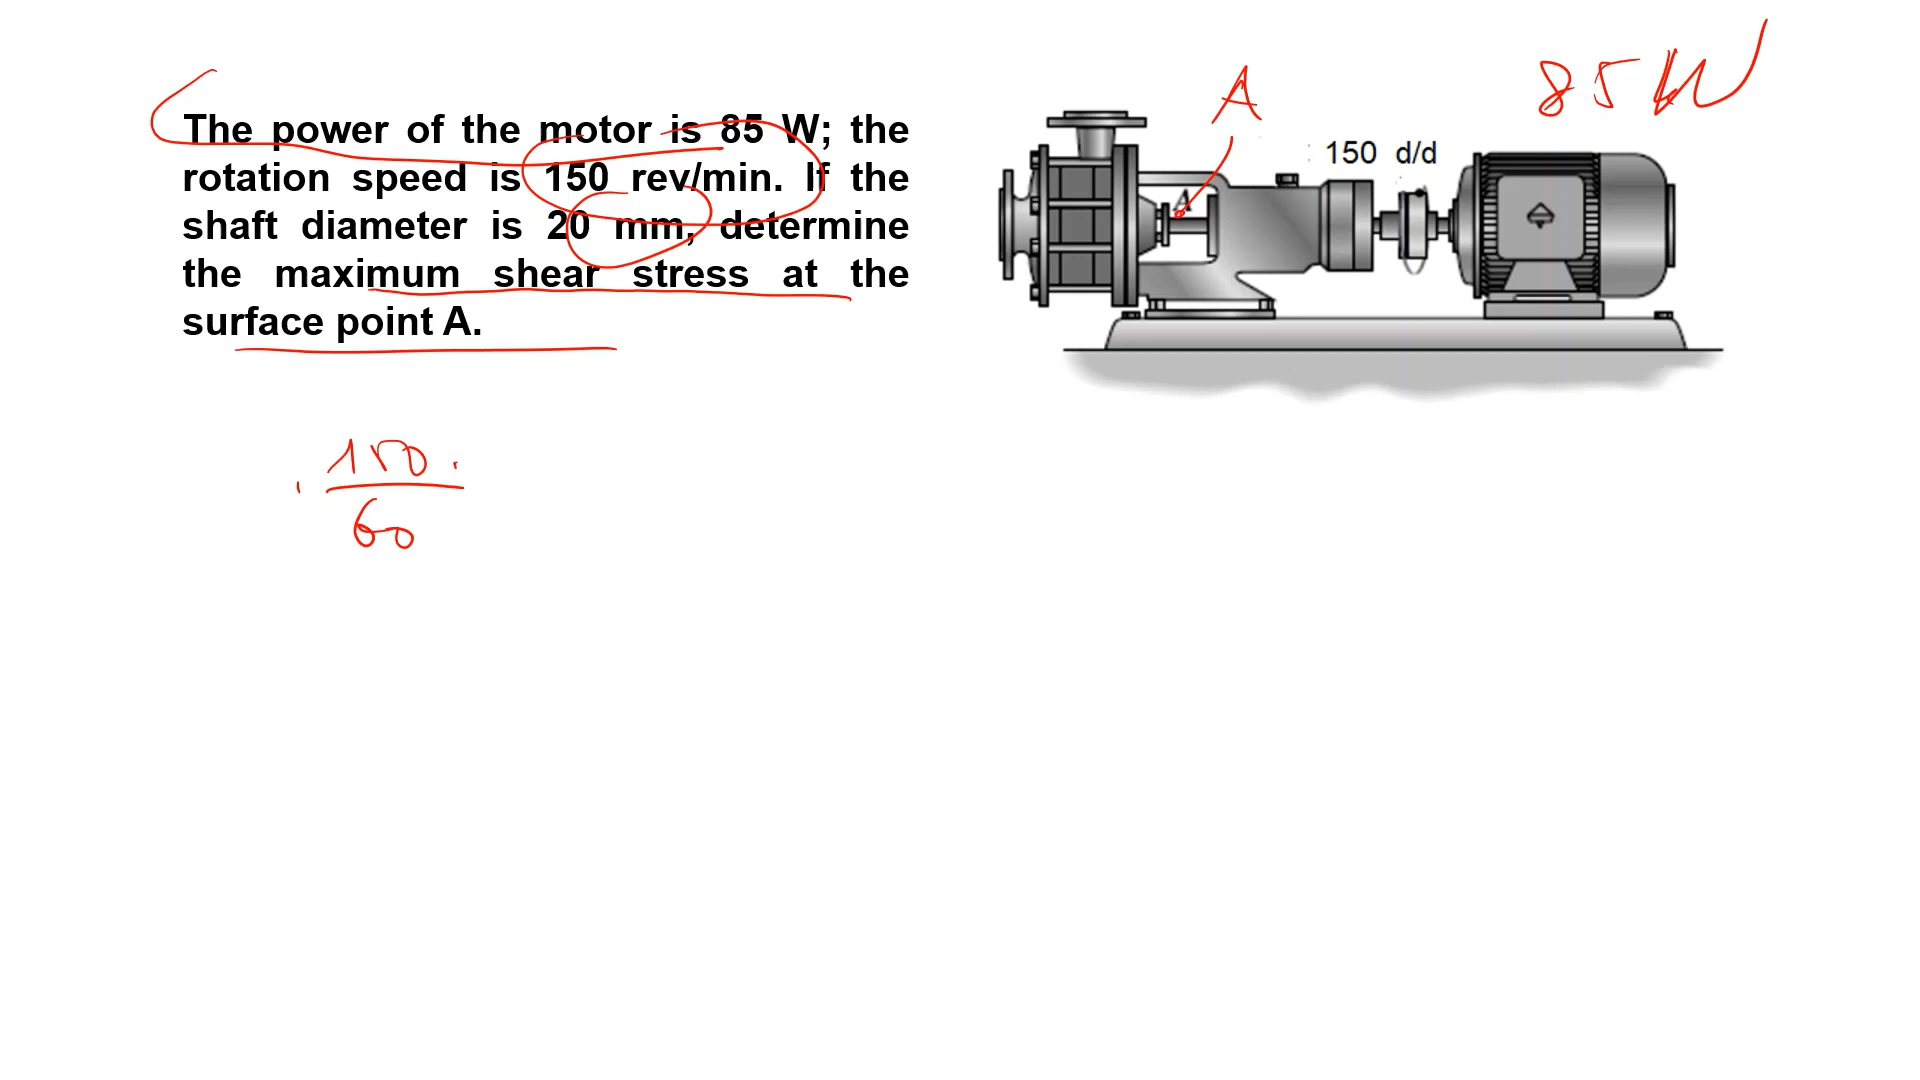 The power of the motor is 85 W; the
rotation speed is 150 rev/min. If the
shaft diameter is 20 mm, determine
the maximum shear stress at the
surface point A.
A
85
150 d/d
A
150
60